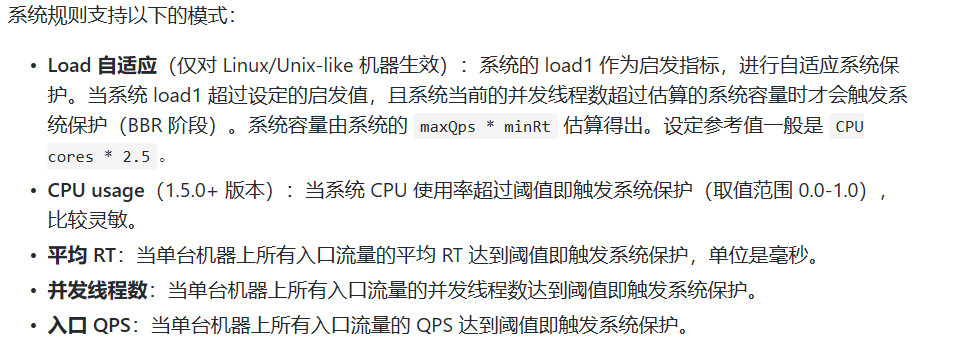 系统规则支持以下的模式：
• Load 自适应（仅对 Linux/Unix-like 机器生效）：系统的 load1 作为启发指标，进行自适应系统保
护。当系统 load1 超过设定的启发值，且系统当前的并发线程数超过估算的系统容量时才会触发系
统保护（BBR 阶段）。系统容量由系统的 maxQps * minRt 估算得出。设定参考值一般是 CPU
cores * 2.5。
• CPU usage（1.5.0+ 版本）：当系统 CPU 使用率超过阈值即触发系统保护（取值范围 0.0-1.0），
比较灵敏。
• 平均 RT：当单台机器上所有入口流量的平均 RT 达到阈值即触发系统保护，单位是毫秒。
• 并发线程数：当单台机器上所有入口流量的并发线程数达到阈值即触发系统保护。
• 入口 QPS：当单台机器上所有入口流量的 QPS 达到阈值即触发系统保护。